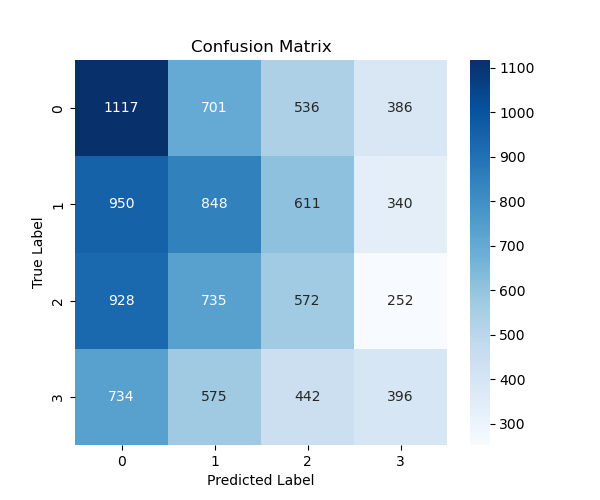 Confusion Matrix
True Label
0 1117 701 536 386
1 950 848 611 340
2 928 735 572 252
3 734 575 442 396
0 1 2 3
Predicted Label
1100
1000
900
800
700
600
500
400
300